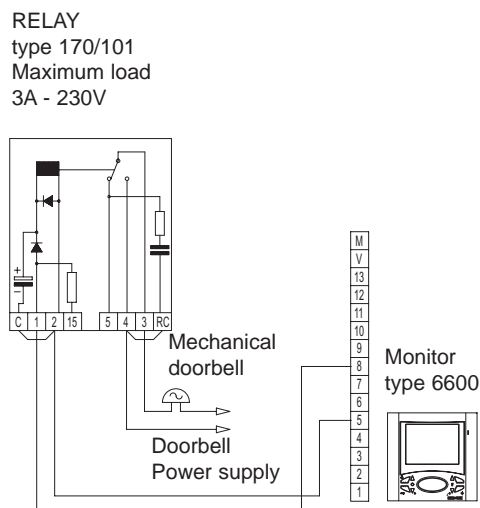 RELAY
type 170/101
Maximum load
3A - 230V
+
−
C 1 2 15 5 4 3 RC
Mechanical
doorbell
Doorbell
Power supply
M
V
13
12
11
10
9
8
7
6
5
4
3
2
1
Monitor
type 6600